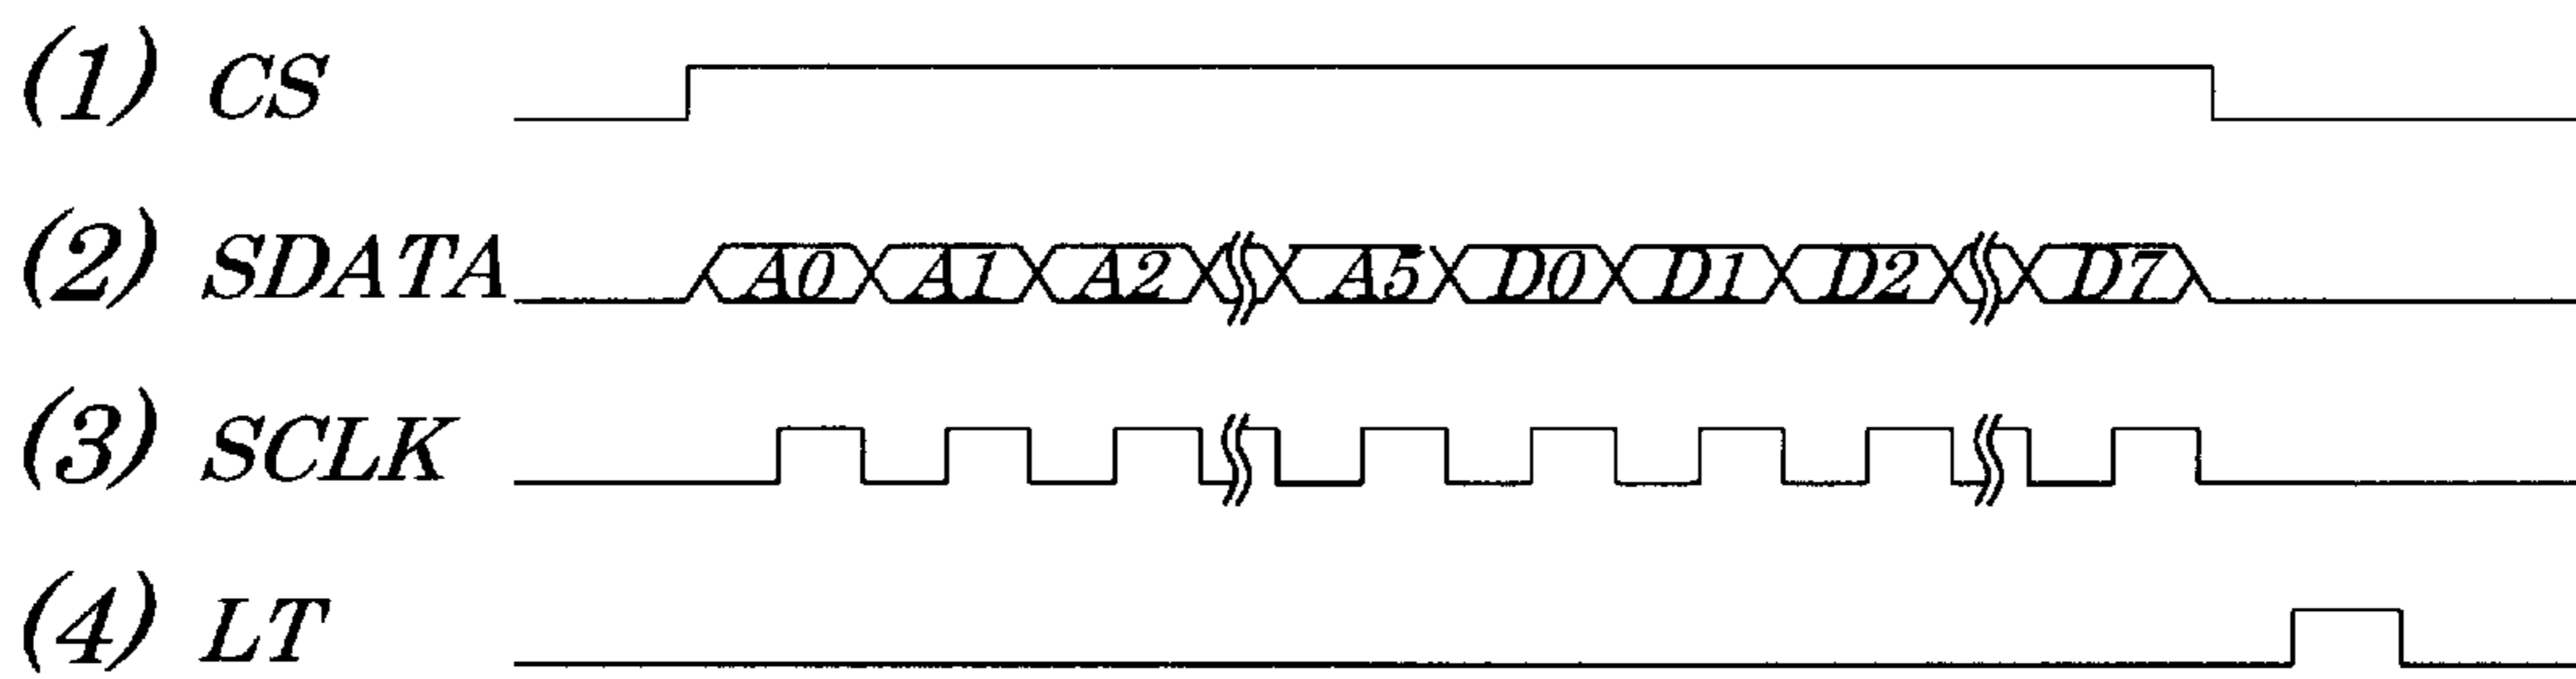 (1) CS
(2) SDATA A0 A1 A2 A5 D0 D1 D2 D7
(3) SCLK
(4) LT